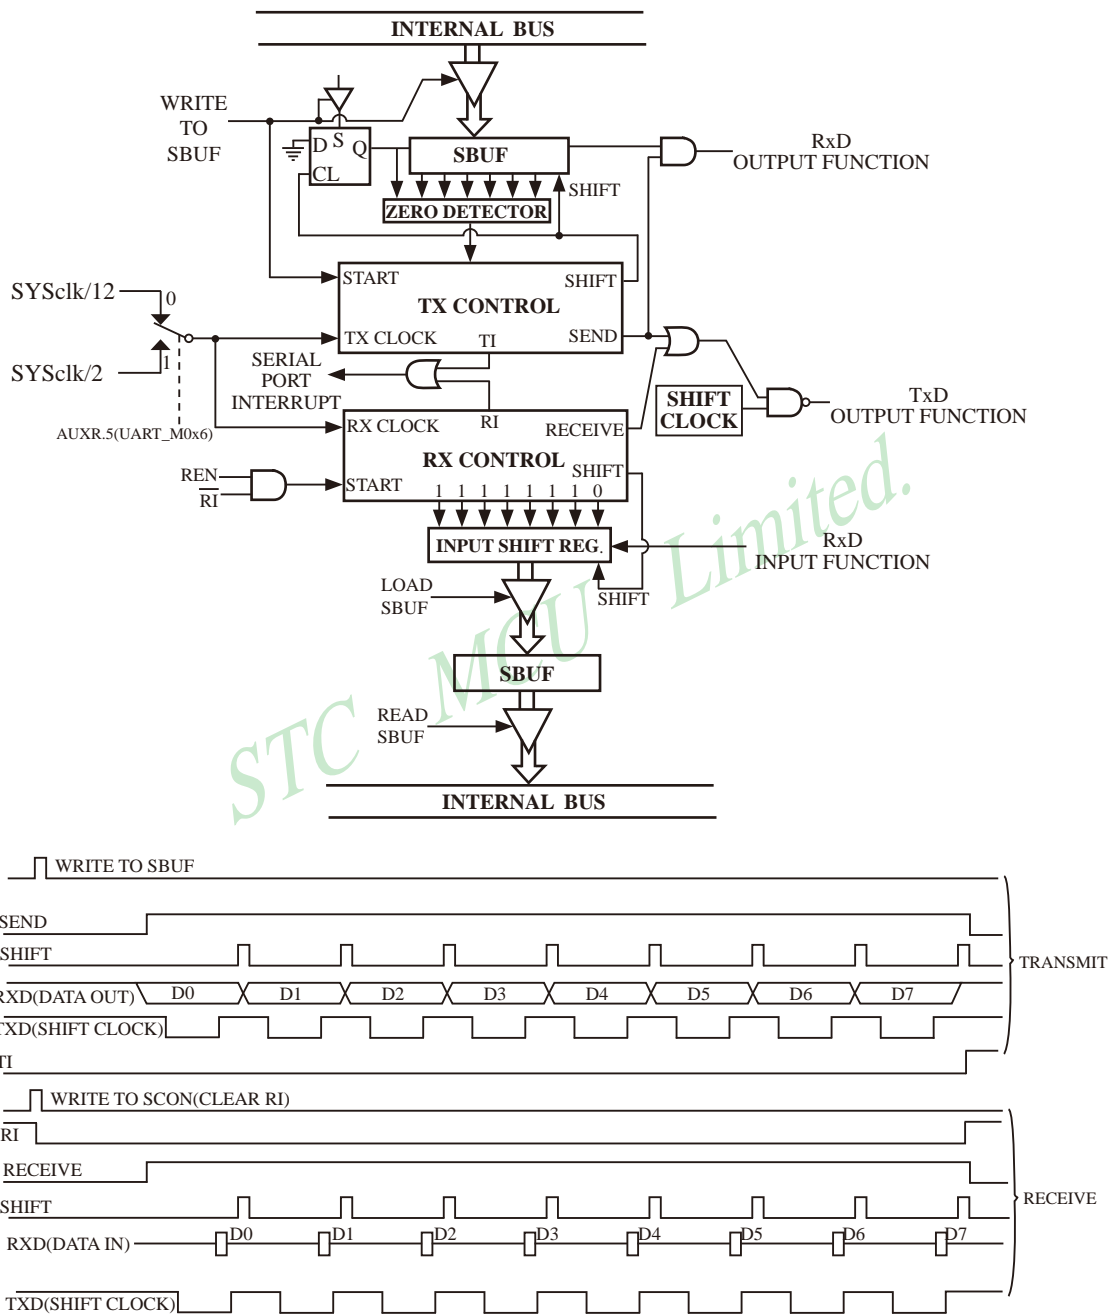 INTERNAL BUS
WRITE
TO
SBUF
D S Q
CL
SBUF
SHIFT
ZERO DETECTOR
RxD
OUTPUT FUNCTION
START
SHIFT
TX CONTROL
TX CLOCK
TI
SEND
SYSclk/12
0
SYSclk/2
1
AUXR.5(UART_M0x6)
SERIAL
PORT
INTERRUPT
SHIFT
CLOCK
TxD
OUTPUT FUNCTION
RX CLOCK
RI
RECEIVE
RX CONTROL
SHIFT
START
REN
RI
1 1 1 1 1 1 1 0
INPUT SHIFT REG.
RxD
INPUT FUNCTION
SHIFT
LOAD
SBUF
SBUF
READ
SBUF
INTERNAL BUS
STC MCU Limited.
WRITE TO SBUF
SEND
SHIFT
RXD(DATA OUT) D0 D1 D2 D3 D4 D5 D6 D7
TXD(SHIFT CLOCK)
TI
TRANSMIT
WRITE TO SCON(CLEAR RI)
RI
RECEIVE
SHIFT
RXD(DATA IN) D0 D1 D2 D3 D4 D5 D6 D7
TXD(SHIFT CLOCK)
RECEIVE